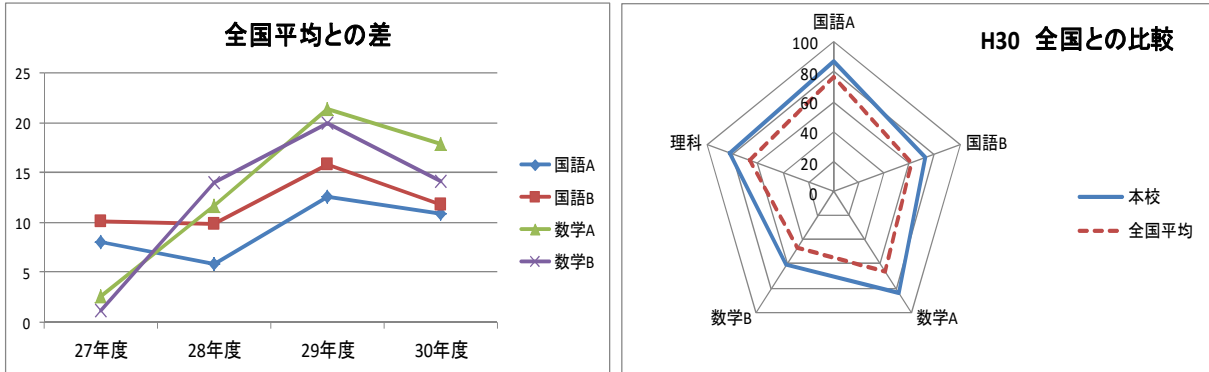 全国平均との差
25
20
15
10
5
0
27年度
28年度
29年度
30年度
国語A
国語B
数学A
数学B
H30 全国との比較
国語A
国語B
数学A
数学B
理科
100
80
60
40
20
0
本校
全国平均